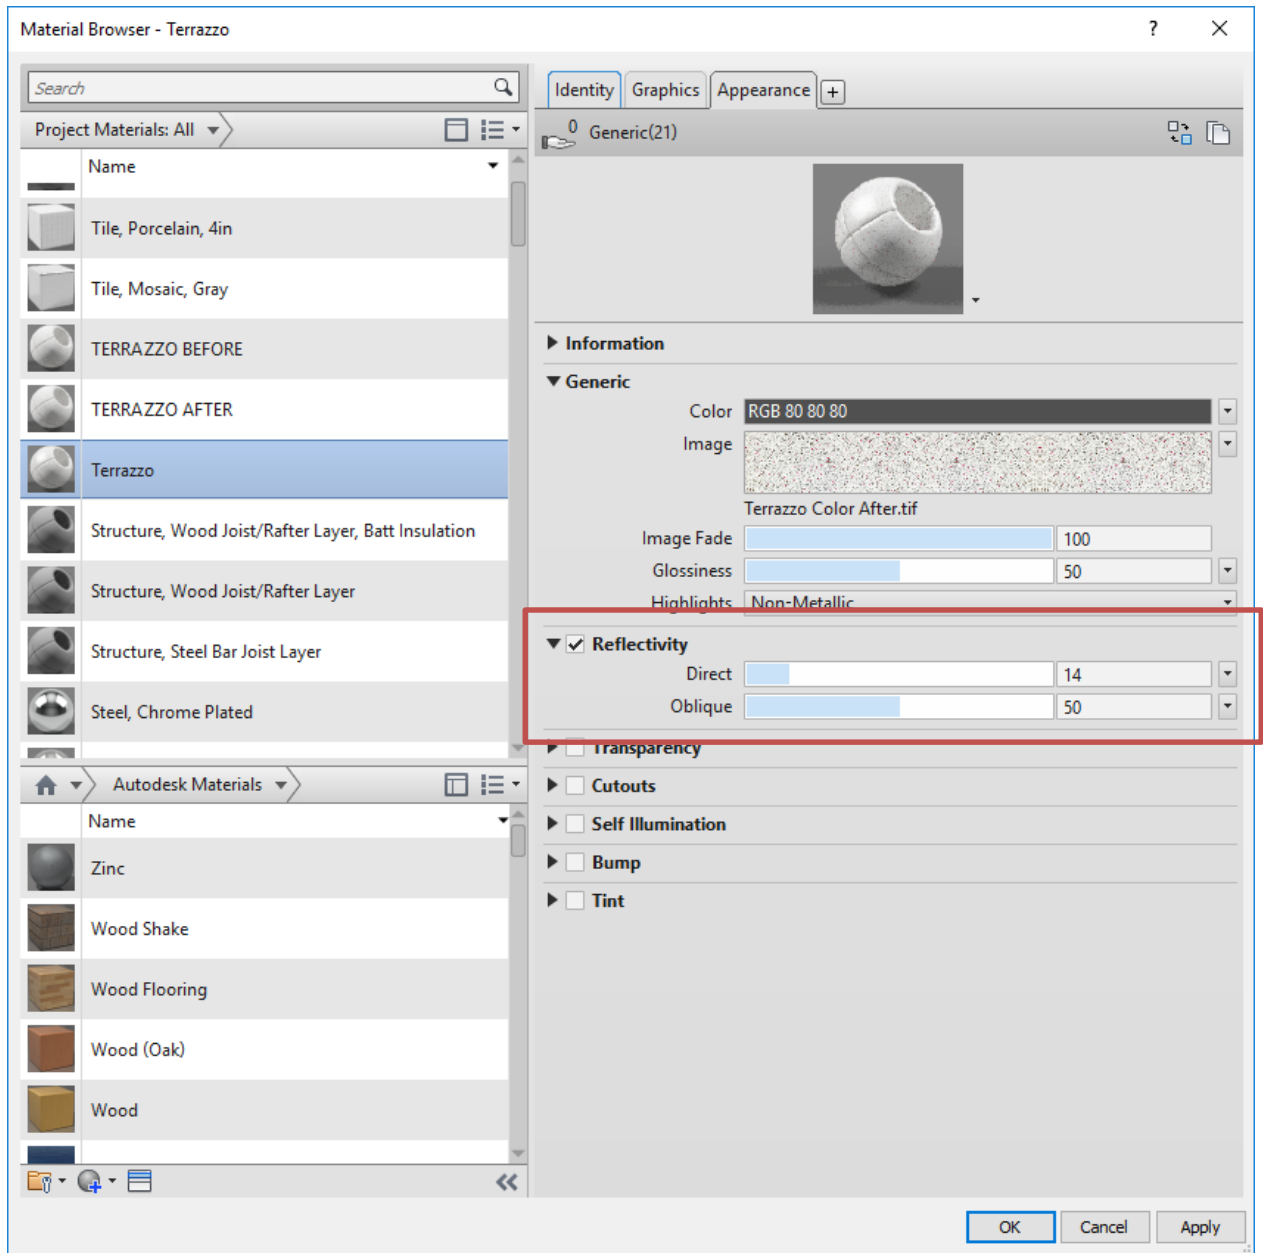 Material Browser - Terrazzo
?
Search
Project Materials: All
Name
Tile, Porcelain, 4in
Tile, Mosaic, Gray
TERRAZZO BEFORE
TERRAZZO AFTER
Terrazzo
Structure, Wood Joist/Rafter Layer, Batt Insulation
Structure, Wood Joist/Rafter Layer
Structure, Steel Bar Joist Layer
Steel, Chrome Plated
Autodesk Materials
Name
Zinc
Wood Shake
Wood Flooring
Wood (Oak)
Wood
Identity Graphics Appearance +
0 Generic(21)
Information
Generic
Color RGB 80 80 80
Image
Terrazzo Color After.tif
Image Fade 100
Glossiness 50
Highlights Non-Metallic
Reflectivity
Direct 14
Oblique 50
Transparency
Cutouts
Self Illumination
Bump
Tint
OK Cancel Apply